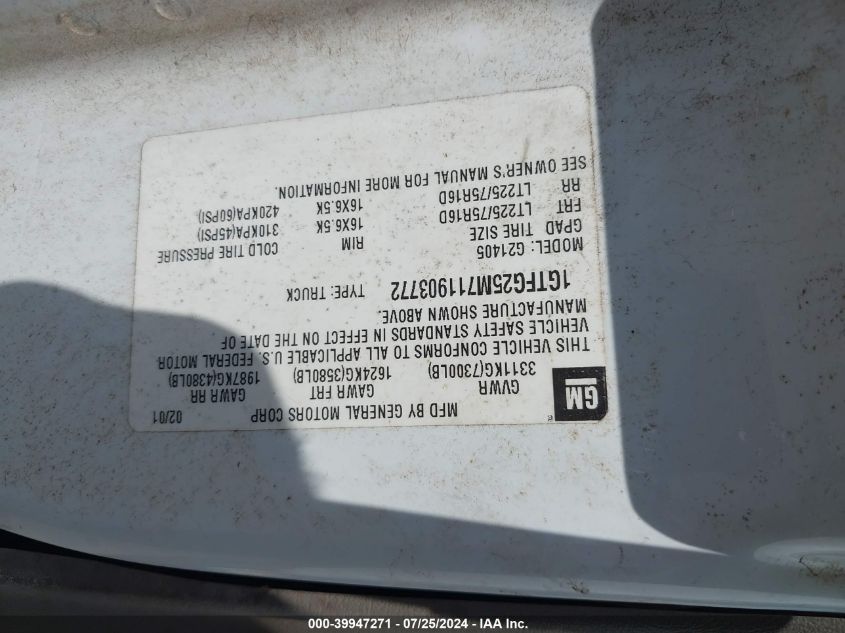 MFD BY GENERAL MOTORS CORP 02/01
GM
GVWR GAWR FRT GAWR RR
3311KG(7300LB) 1624KG(3580LB) 1987KG(4380LB)
THIS VEHICLE CONFORMS TO ALL APPLICABLE U.S. FEDERAL MOTOR
VEHICLE SAFETY STANDARDS IN EFFECT ON THE DATE OF
MANUFACTURE SHOWN ABOVE.
1GTFG25M711903772 TYPE: TRUCK
MODEL: G21405
GPAD TIRE SIZE RIM COLD TIRE PRESSURE
FRT LT225/75R16D 16X6.5K 310KPA(45PSI)
RR LT225/75R16D 16X6.5K 420KPA(60PSI)
SEE OWNER'S MANUAL FOR MORE INFORMATION.
000-39947271 - 07/25/2024 - IAA Inc.